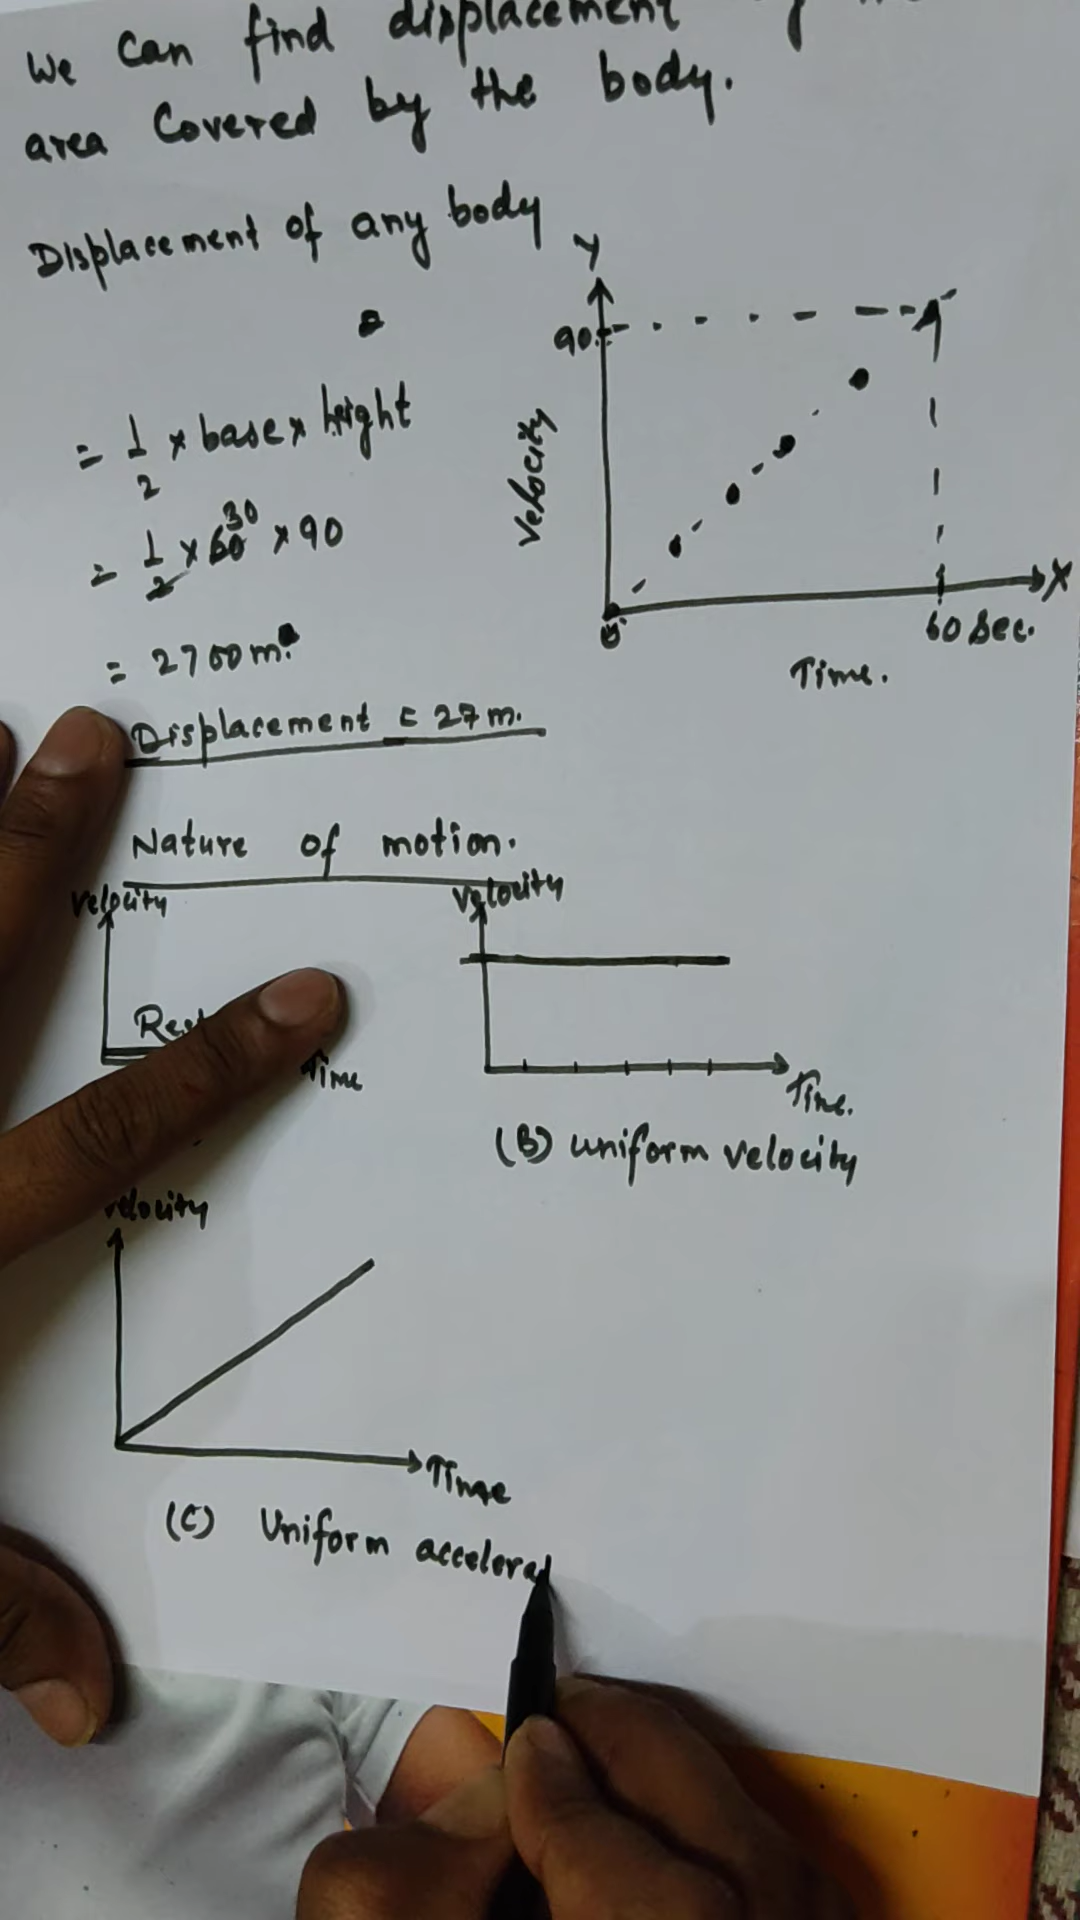 We can find displacement
area Covered by the body.
Displacement of any body
= 1/2 × base × height
= 1/2 × 60 30 × 90
= 2700 m.
Displacement = 27 m.
Y
90
Velocity
0
60 sec.
X
Time.
Nature of motion.
velocity
Rest
Time
Velocity
Time.
(B) uniform velocity
velocity
Time
(C) Uniform accelera